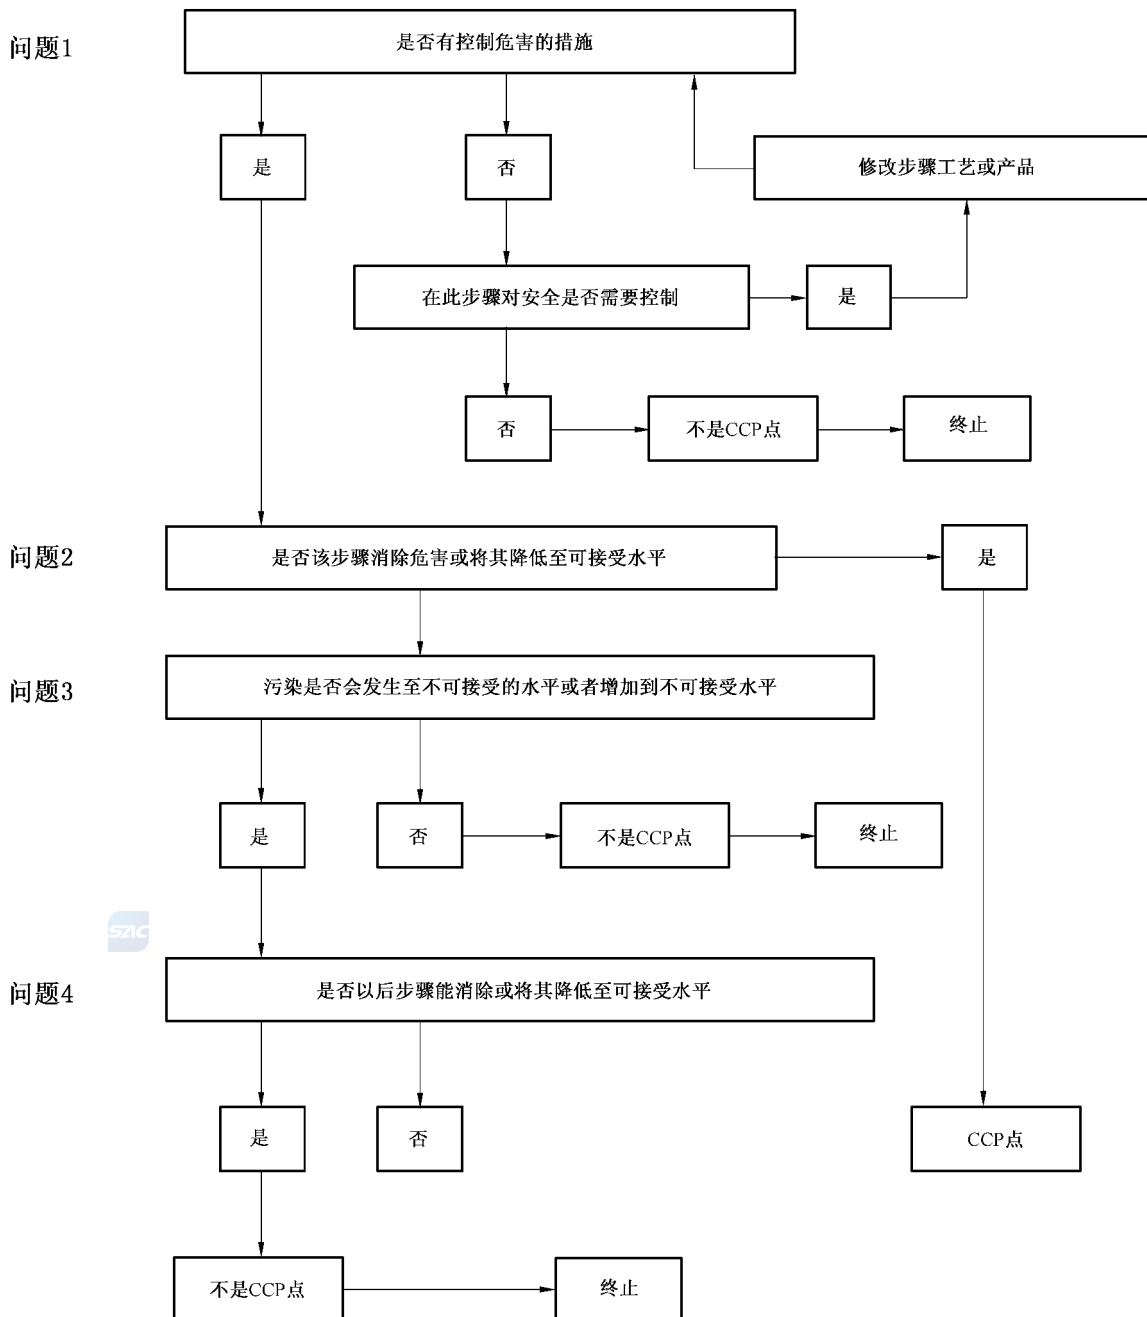 问题1
是否有控制危害的措施
是
否
修改步骤工艺或产品
在此步骤对安全是否需要控制
是
否
不是CCP点
终止
问题2
是否该步骤消除危害或将其降低至可接受水平
是
问题3
污染是否会发生至不可接受的水平或者增加到不可接受水平
是
否
不是CCP点
终止
SAC
问题4
是否以后步骤能消除或将其降低至可接受水平
是
否
CCP点
不是CCP点
终止